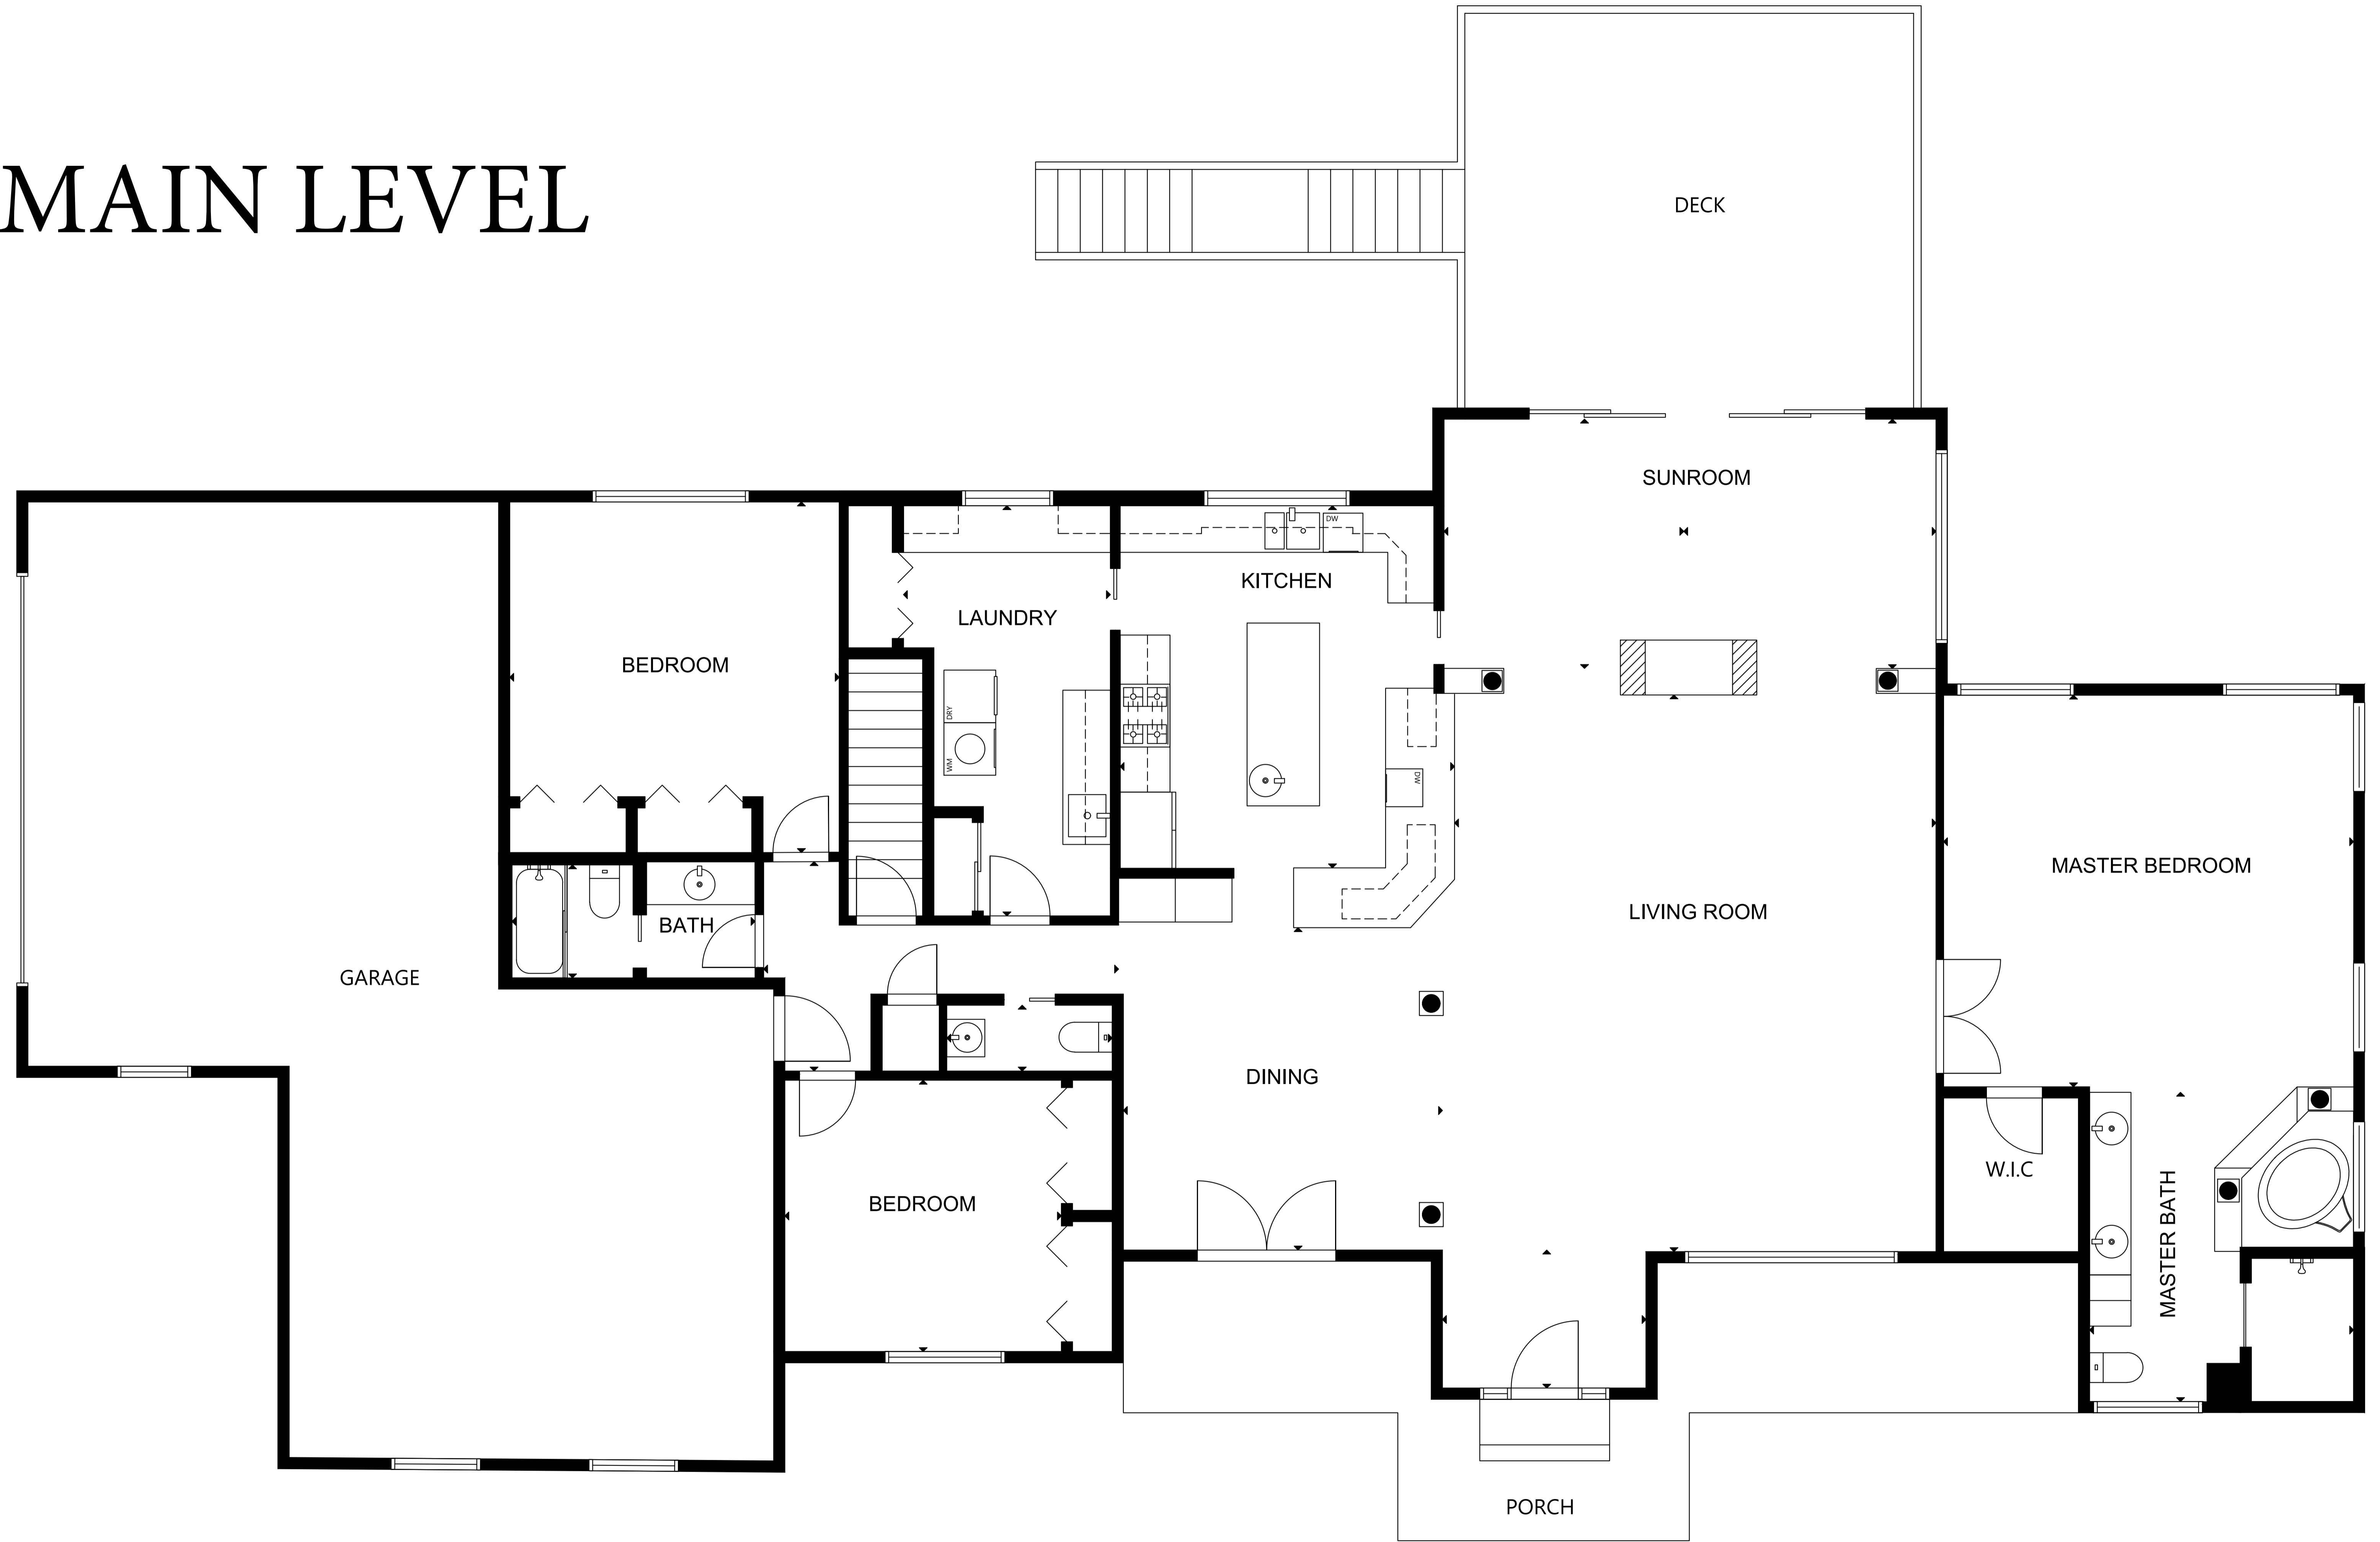 MAIN LEVEL
DECK
SUNROOM
DW
KITCHEN
LAUNDRY
BEDROOM
DRY
WM
DW
MASTER BEDROOM
LIVING ROOM
BATH
GARAGE
DINING
W.I.C
BEDROOM
MASTER BATH
PORCH